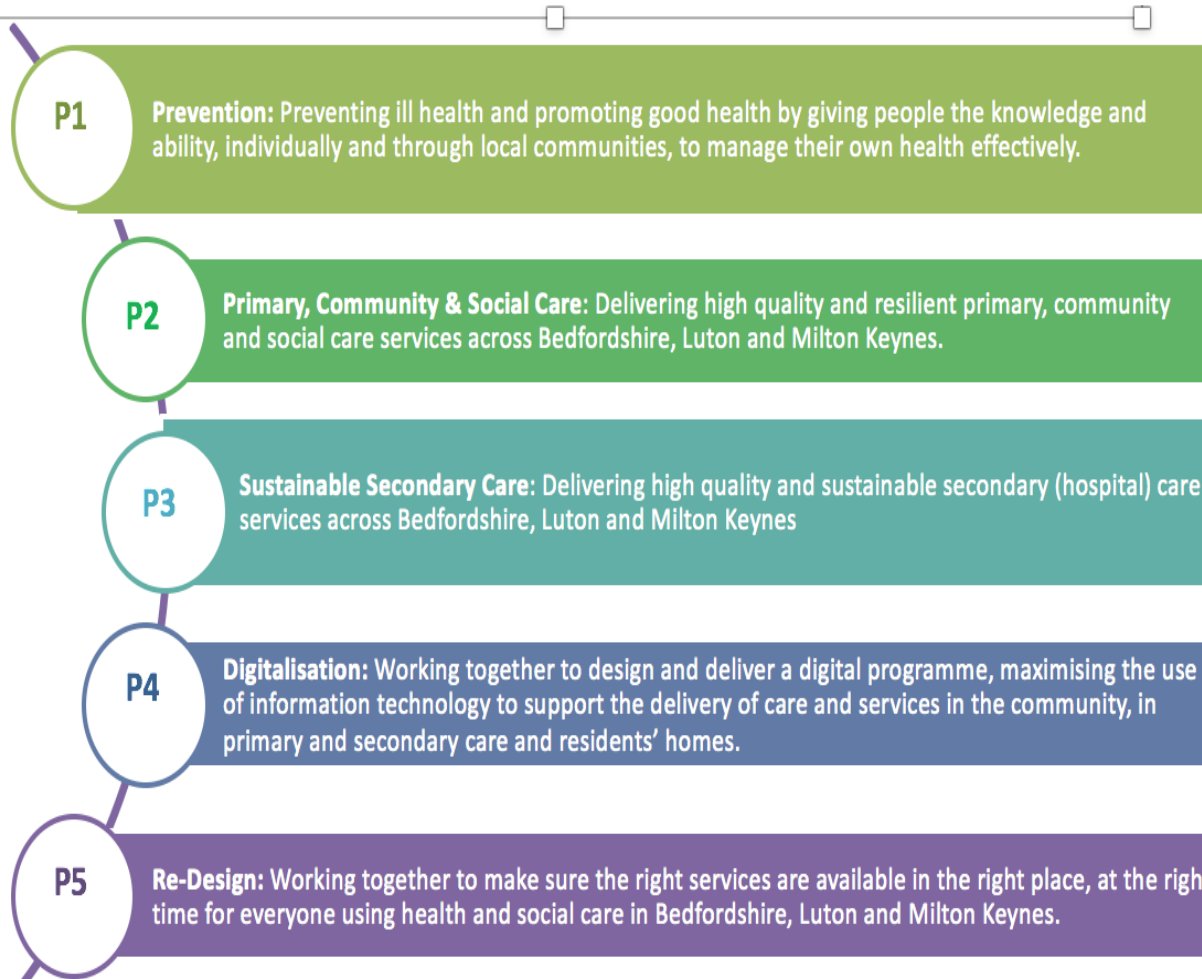 P1
Prevention: Preventing ill health and promoting good health by giving people the knowledge and
ability, individually and through local communities, to manage their own health effectively.
P2
Primary, Community & Social Care: Delivering high quality and resilient primary, community
and social care services across Bedfordshire, Luton and Milton Keynes.
P3
Sustainable Secondary Care: Delivering high quality and sustainable secondary (hospital) care
services across Bedfordshire, Luton and Milton Keynes
P4
Digitalisation: Working together to design and deliver a digital programme, maximising the use
of information technology to support the delivery of care and services in the community, in
primary and secondary care and residents’ homes.
P5
Re-Design: Working together to make sure the right services are available in the right place, at the righ
time for everyone using health and social care in Bedfordshire, Luton and Milton Keynes.